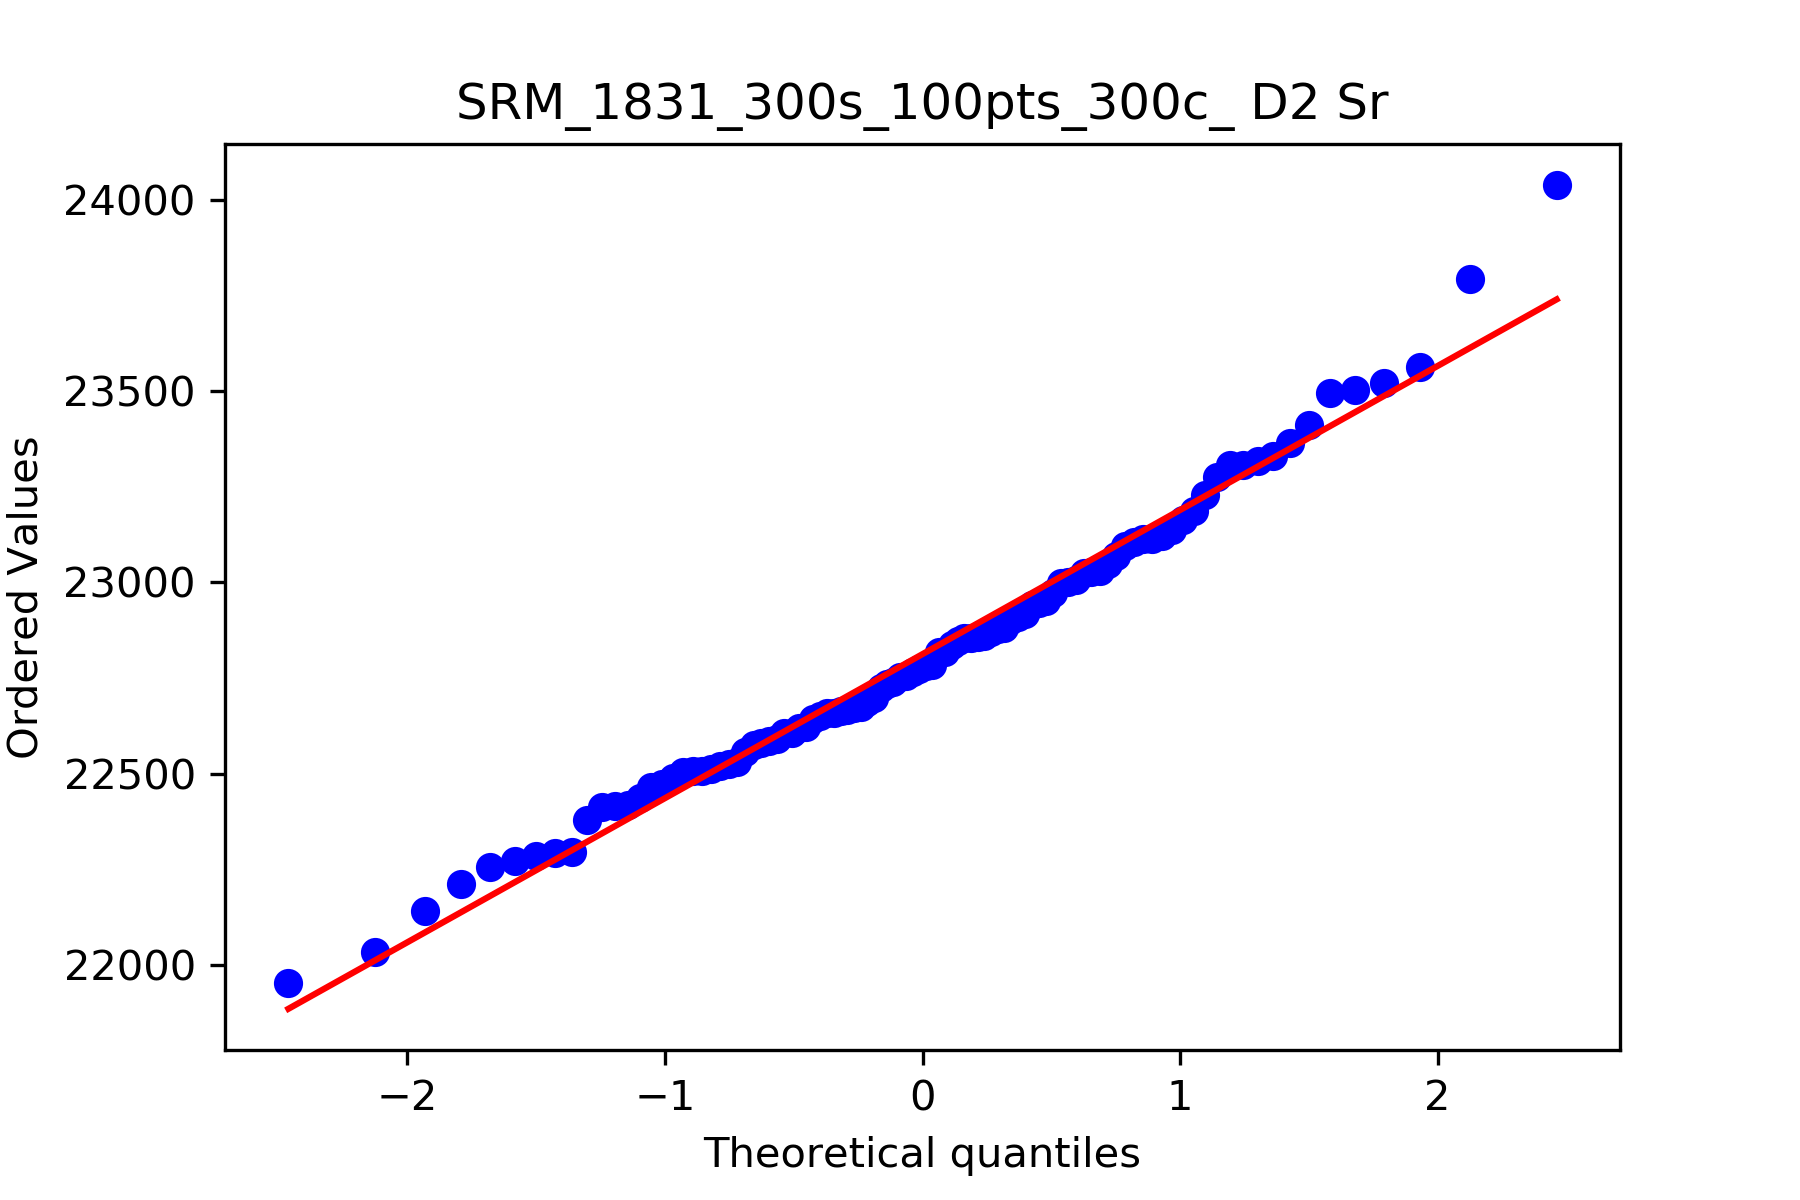 SRM_1831_300s_100pts_300c_ D2 Sr
24000
23500
23000
22500
22000
Ordered Values
−2 −1 0 1 2
Theoretical quantiles